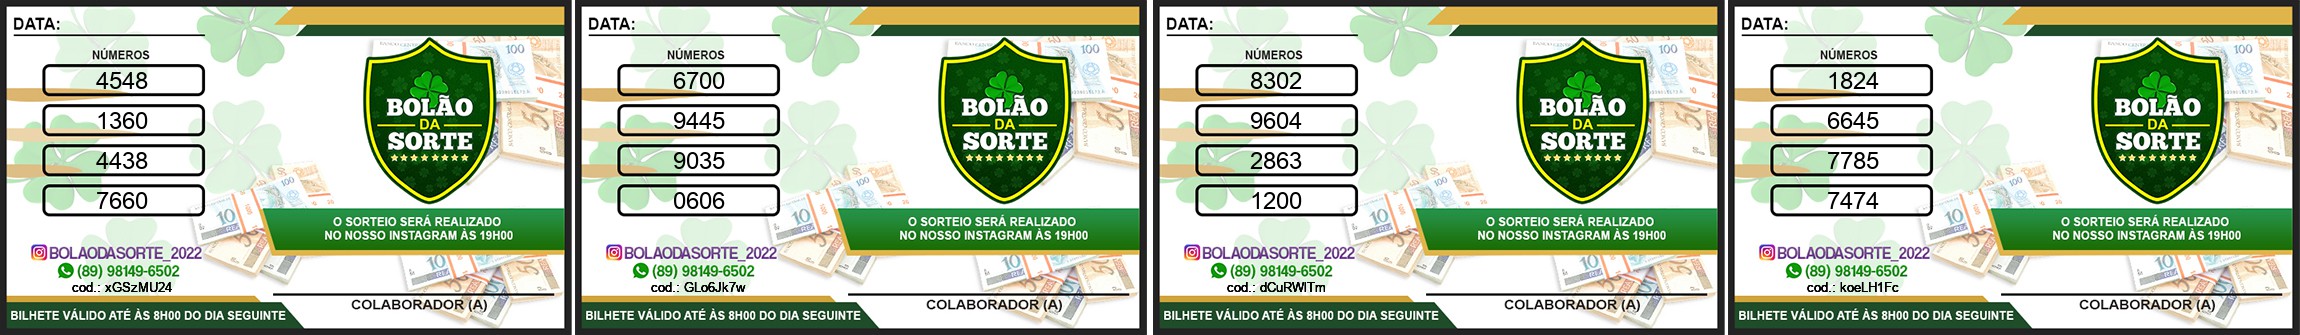 DATA:
NÚMEROS
4548
1360
4438
7660
BOLÃO
DA
SORTE
O SORTEIO SERÁ REALIZADO
NO NOSSO INSTAGRAM ÀS 19H00
BOLAODASORTE_2022
(89) 98149-6502
cod.: xGSzMU24
COLABORADOR (A)
BILHETE VÁLIDO ATÉ ÀS 8H00 DO DIA SEGUINTE
DATA:
NÚMEROS
6700
9445
9035
0606
BOLÃO
DA
SORTE
O SORTEIO SERÁ REALIZADO
NO NOSSO INSTAGRAM ÀS 19H00
BOLAODASORTE_2022
(89) 98149-6502
cod.: GLo6Jk7w
COLABORADOR (A)
BILHETE VÁLIDO ATÉ ÀS 8H00 DO DIA SEGUINTE
DATA:
NÚMEROS
8302
9604
2863
1200
BOLÃO
DA
SORTE
O SORTEIO SERÁ REALIZADO
NO NOSSO INSTAGRAM ÀS 19H00
BOLAODASORTE_2022
(89) 98149-6502
cod.: dCuRWlTm
COLABORADOR (A)
BILHETE VÁLIDO ATÉ ÀS 8H00 DO DIA SEGUINTE
DATA:
NÚMEROS
1824
6645
7785
7474
BOLÃO
DA
SORTE
O SORTEIO SERÁ REALIZADO
NO NOSSO INSTAGRAM ÀS 19H00
BOLAODASORTE_2022
(89) 98149-6502
cod.: koeLH1Fc
COLABORADOR (A)
BILHETE VÁLIDO ATÉ ÀS 8H00 DO DIA SEGUINTE